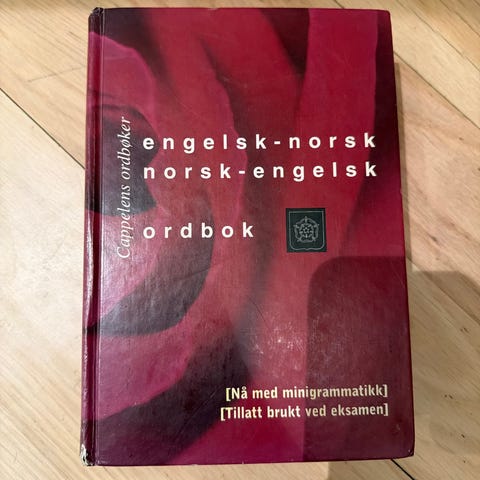 Cappelens ordbøker
engelsk-norsk
norsk-engelsk
ordbok
[Nå med minigrammatikk]
[Tillatt brukt ved eksamen]